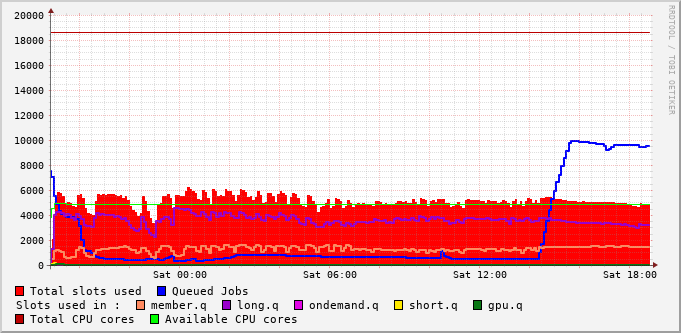 20000
18000
16000
14000
12000
10000
8000
6000
4000
2000
0
Sat 00:00 Sat 06:00 Sat 12:00 Sat 18:00
RRDTOOL / TOBI OETIKER
Total slots used Queued Jobs
Slots used in : member.q long.q ondemand.q short.q gpu.q
Total CPU cores Available CPU cores